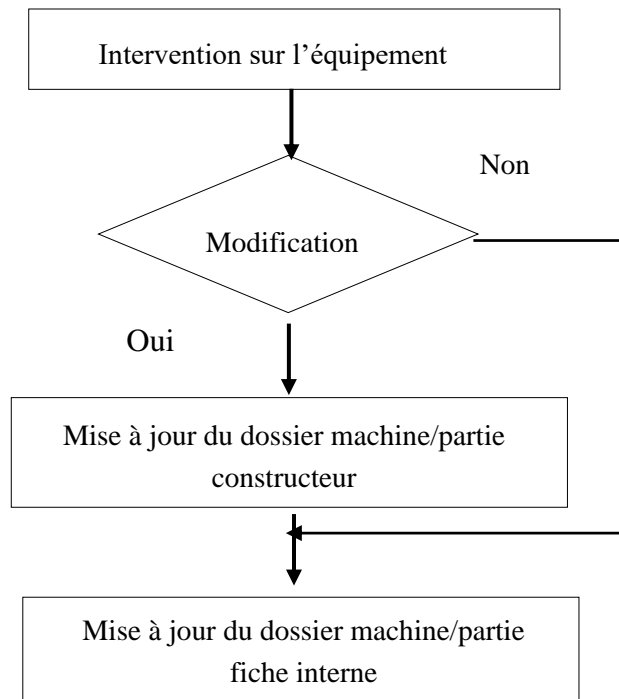 Intervention sur l’équipement
Non
Modification
Oui
Mise à jour du dossier machine/partie
constructeur
Mise à jour du dossier machine/partie
fiche interne